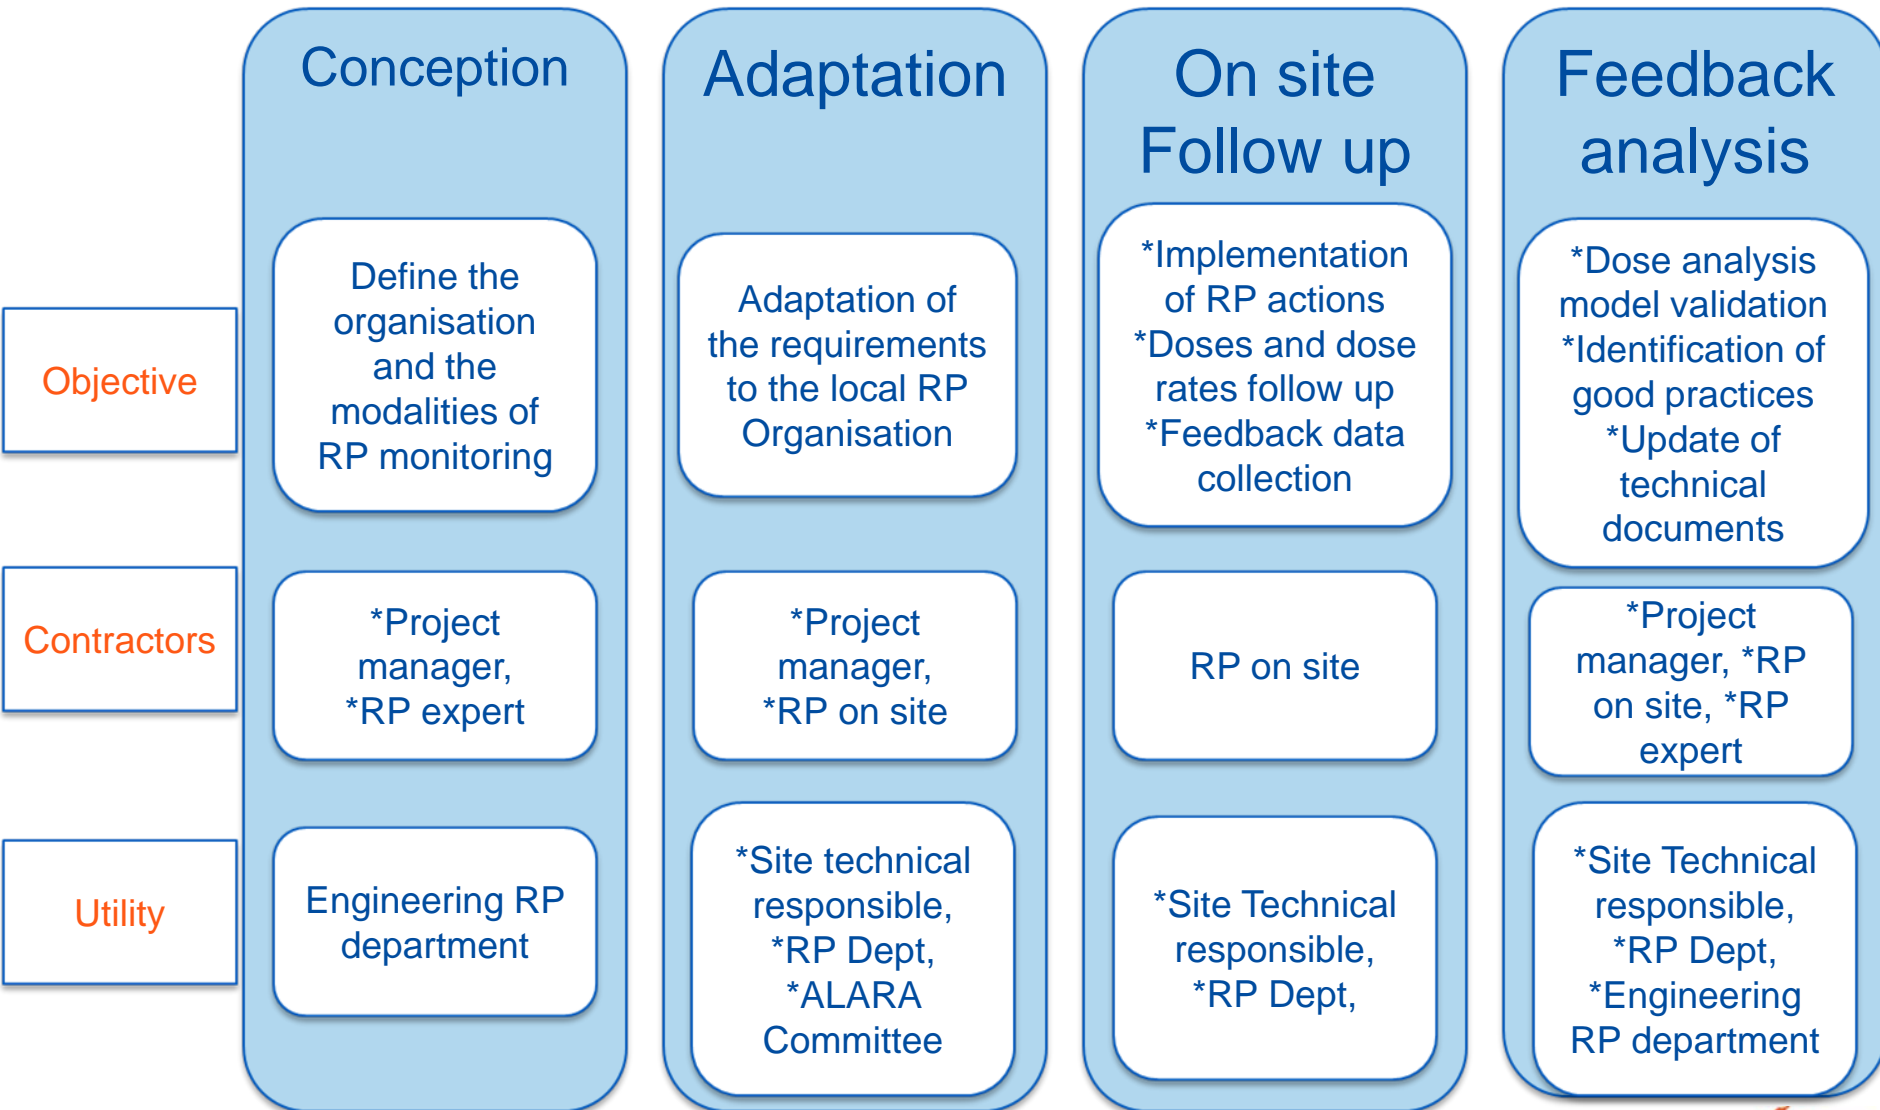 Conception
Adaptation
On site
Follow up
Feedback
analysis
Objective
Define the
organisation
and the
modalities of
RP monitoring
Adaptation of
the requirements
to the local RP
Organisation
*Implementation
of RP actions
*Doses and dose
rates follow up
*Feedback data
collection
*Dose analysis
model validation
*Identification of
good practices
*Update of
technical
documents
Contractors
*Project
manager,
*RP expert
*Project
manager,
*RP on site
RP on site
*Project
manager, *RP
on site, *RP
expert
Utility
Engineering RP
department
*Site technical
responsible,
*RP Dept,
*ALARA
Committee
*Site Technical
responsible,
*RP Dept,
*Site Technical
responsible,
*RP Dept,
*Engineering
RP department